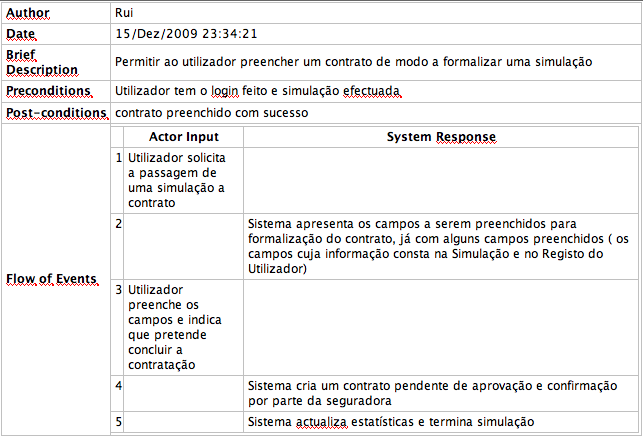 Author Rui
Date 15/Dez/2009 23:34:21
Brief
Description
Permitir ao utilizador preencher um contrato de modo a formalizar uma simulação
Preconditions Utilizador tem o login feito e simulação efectuada
Post-conditions contrato preenchido com sucesso
Flow of Events
Actor Input System Response
1 Utilizador solicita
a passagem de
uma simulação a
contrato
2 Sistema apresenta os campos a serem preenchidos para
formalização do contrato, já com alguns campos preenchidos ( os
campos cuja informação consta na Simulação e no Registo do
Utilizador)
3 Utilizador
preenche os
campos e indica
que pretende
concluir a
contratação
4 Sistema cria um contrato pendente de aprovação e confirmação
por parte da seguradora
5 Sistema actualiza estatísticas e termina simulação